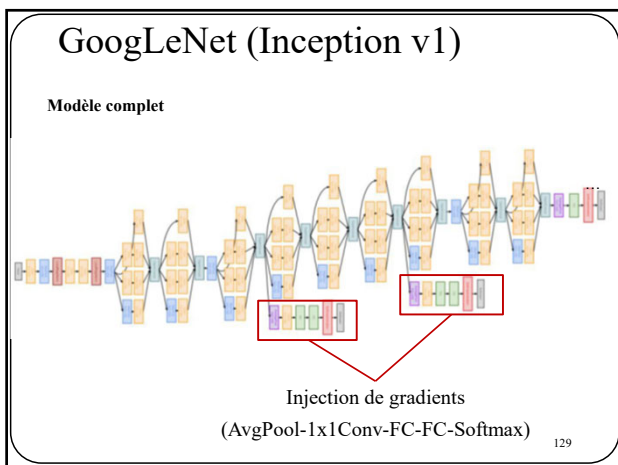 GoogLeNet (Inception v1)
Modèle complet
...
Injection de gradients
(AvgPool-1x1Conv-FC-FC-Softmax)
129